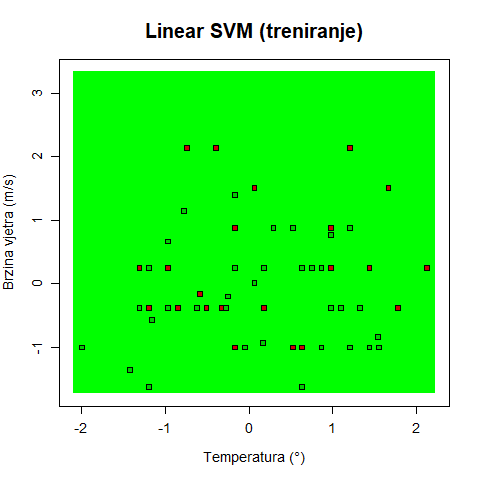 Linear SVM (treniranje)
Brzina vjetra (m/s)
3
2
1
0
-1
-2 -1 0 1 2
Temperatura (°)